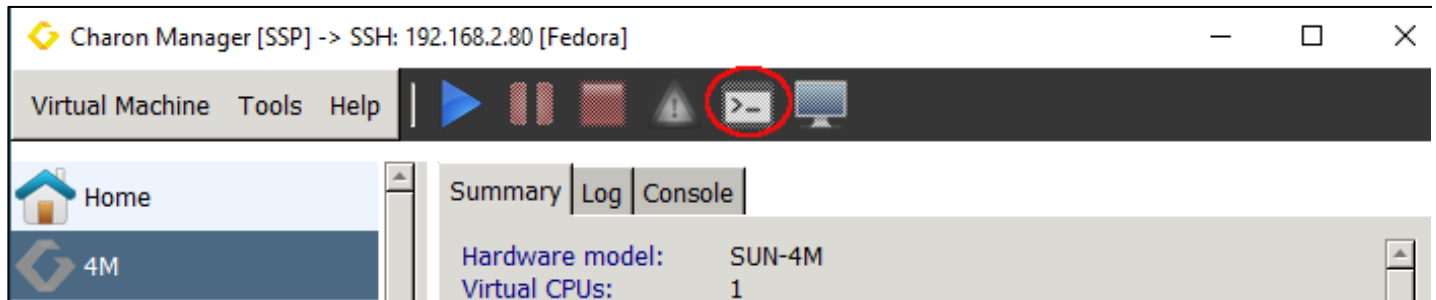 Charon Manager [SSP] -> SSH: 192.168.2.80 [Fedora]
Virtual Machine Tools Help
>_
Home
4M
Summary Log Console
Hardware model: SUN-4M
Virtual CPUs: 1